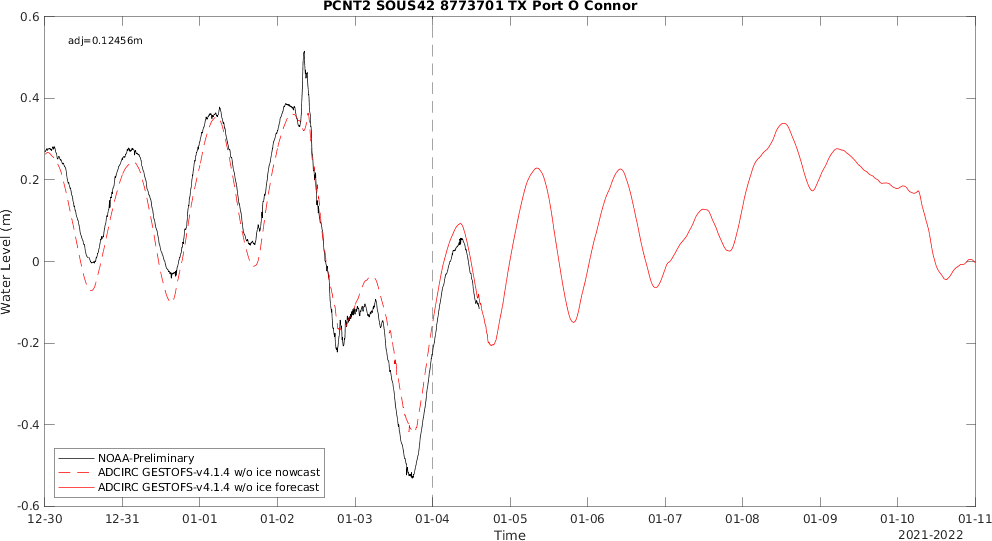 PCNT2 SOUS42 8773701 TX Port O Connor
adj=0.12456m
0.6
0.4
0.2
0
-0.2
-0.4
-0.6
Water Level (m)
NOAA-Preliminary
ADCIRC GESTOFS-v4.1.4 w/o ice nowcast
ADCIRC GESTOFS-v4.1.4 w/o ice forecast
12-30 12-31 01-01 01-02 01-03 01-04 01-05 01-06 01-07 01-08 01-09 01-10 01-11
Time
2021-2022